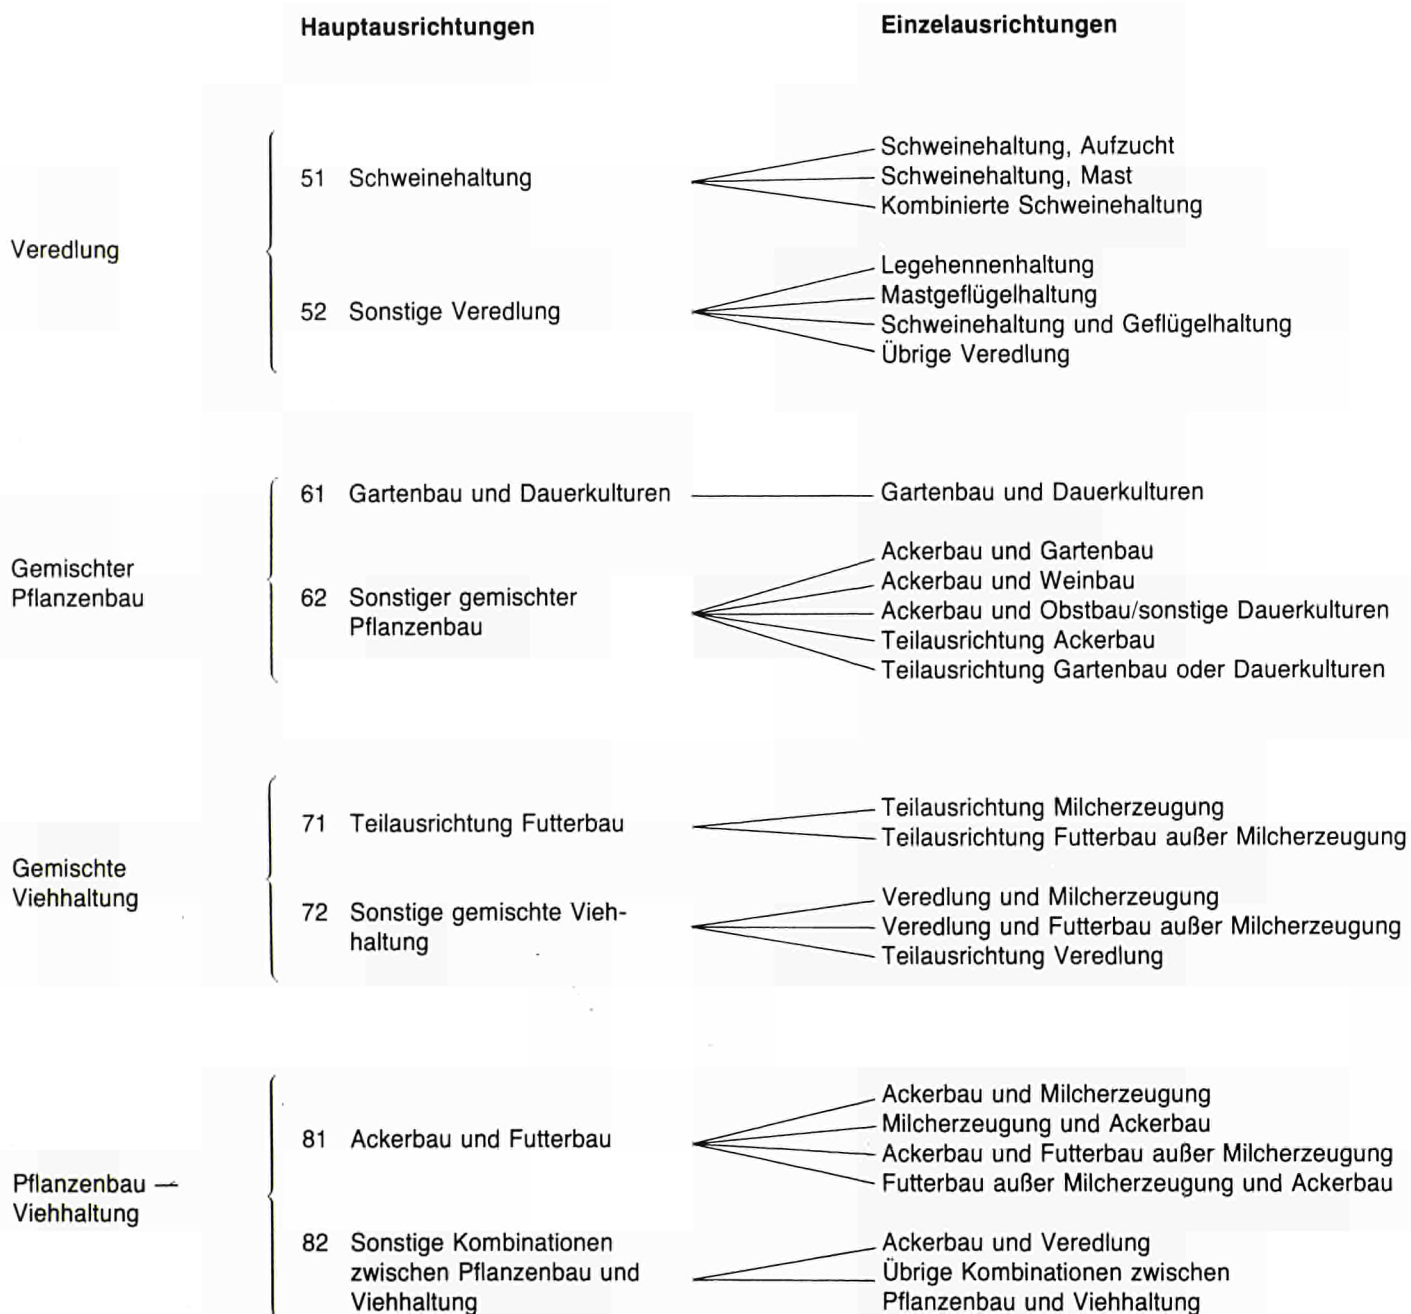 Hauptausrichtungen
Einzelausrichtungen
Veredlung
51 Schweinehaltung
Schweinehaltung, Aufzucht
Schweinehaltung, Mast
Kombinierte Schweinehaltung
52 Sonstige Veredlung
Legehennenhaltung
Mastgeflügelhaltung
Schweinehaltung und Geflügelhaltung
Übrige Veredlung
Gemischter
Pflanzenbau
61 Gartenbau und Dauerkulturen
Gartenbau und Dauerkulturen
62 Sonstiger gemischter
Pflanzenbau
Ackerbau und Gartenbau
Ackerbau und Weinbau
Ackerbau und Obstbau/sonstige Dauerkulturen
Teilausrichtung Ackerbau
Teilausrichtung Gartenbau oder Dauerkulturen
Gemischte
Viehhaltung
71 Teilausrichtung Futterbau
Teilausrichtung Milcherzeugung
Teilausrichtung Futterbau außer Milcherzeugung
72 Sonstige gemischte Vieh-
haltung
Veredlung und Milcherzeugung
Veredlung und Futterbau außer Milcherzeugung
Teilausrichtung Veredlung
Pflanzenbau —
Viehhaltung
81 Ackerbau und Futterbau
Ackerbau und Milcherzeugung
Milcherzeugung und Ackerbau
Ackerbau und Futterbau außer Milcherzeugung
Futterbau außer Milcherzeugung und Ackerbau
82 Sonstige Kombinationen
zwischen Pflanzenbau und
Viehhaltung
Ackerbau und Veredlung
Übrige Kombinationen zwischen
Pflanzenbau und Viehhaltung